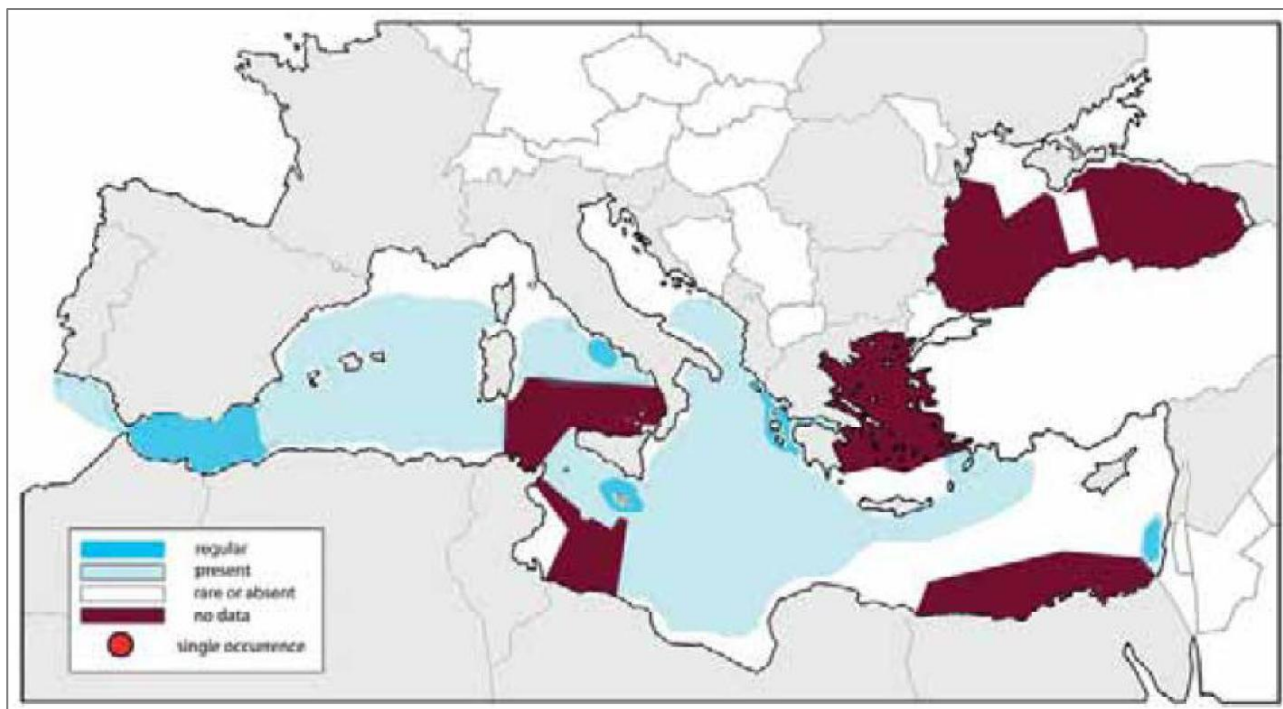 regular
present
rare or absent
no data
single occurrence